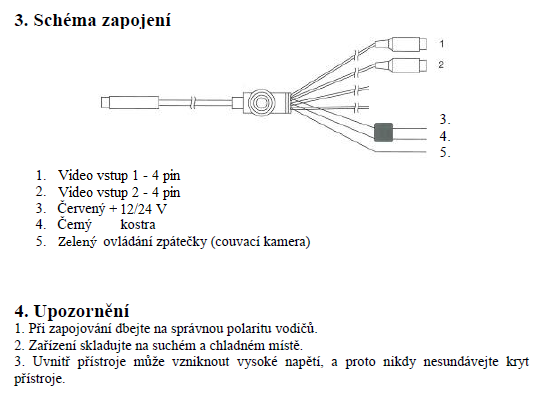 3. Schéma zapojení
1
2
3.
4.
5.
1. Video vstup 1 - 4 pin
2. Video vstup 2 - 4 pin
3. Červený + 12/24 V
4. Černý kostra
5. Zelený ovládání zpátečky (couvací kamera)
4. Upozornění
1. Při zapojování dbejte na správnou polaritu vodičů.
2. Zařízení skladujte na suchém a chladném místě.
3. Uvnitř přístroje může vzniknout vysoké napětí, a proto nikdy nesundávejte kryt
přístroje.